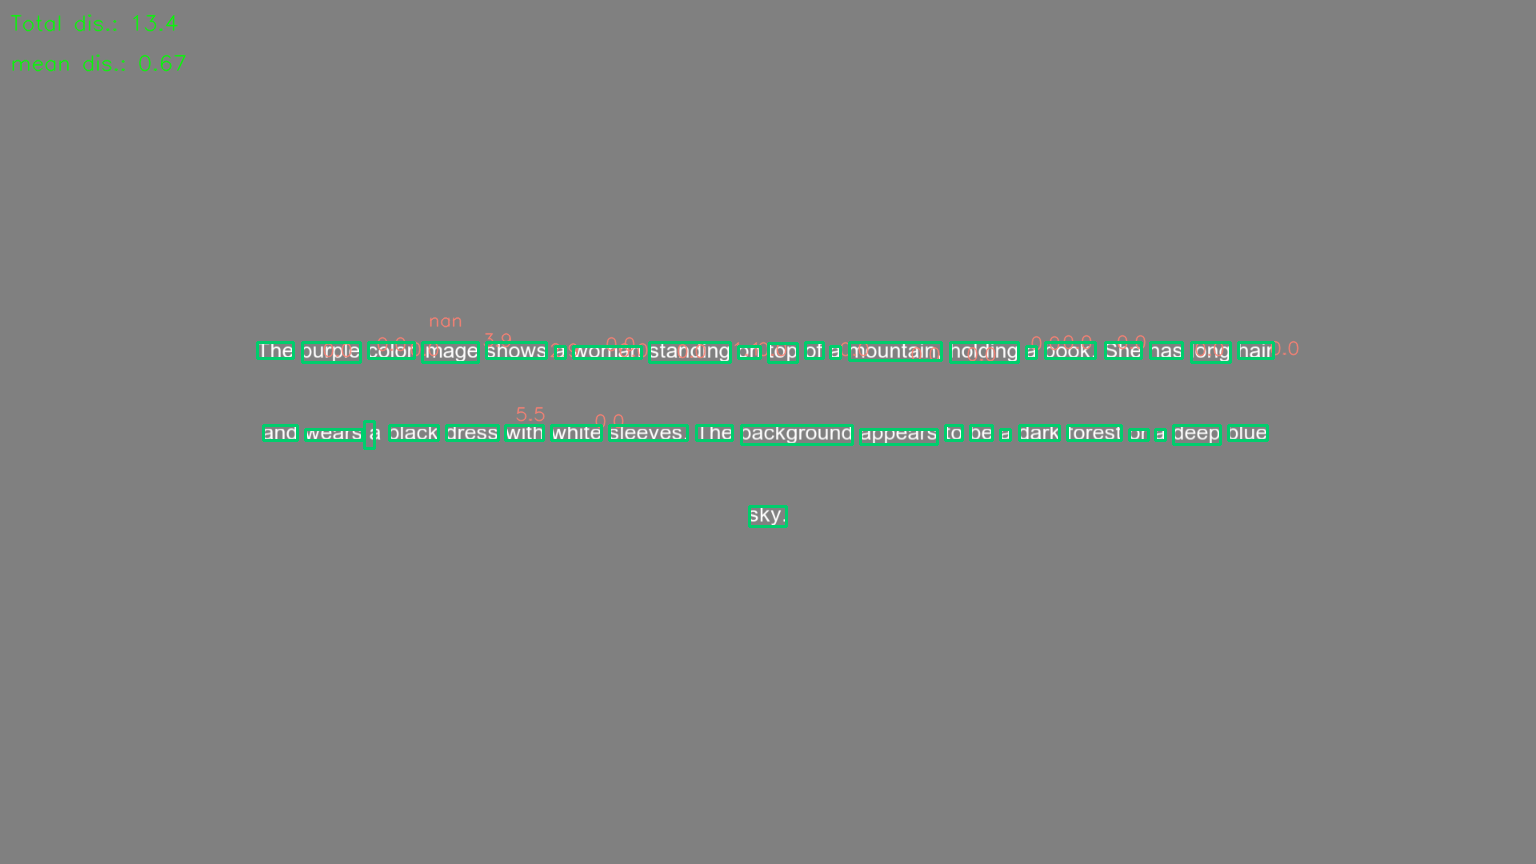 Total dis.: 13.4
mean dis.: 0.67
nan
The purple color mage shows a woman standing on top of a mountain, holding a book. She has long hair
5.5 0.0
and wears a black dress with white sleeves. The background appears to be a dark forest or a deep blue
sky.